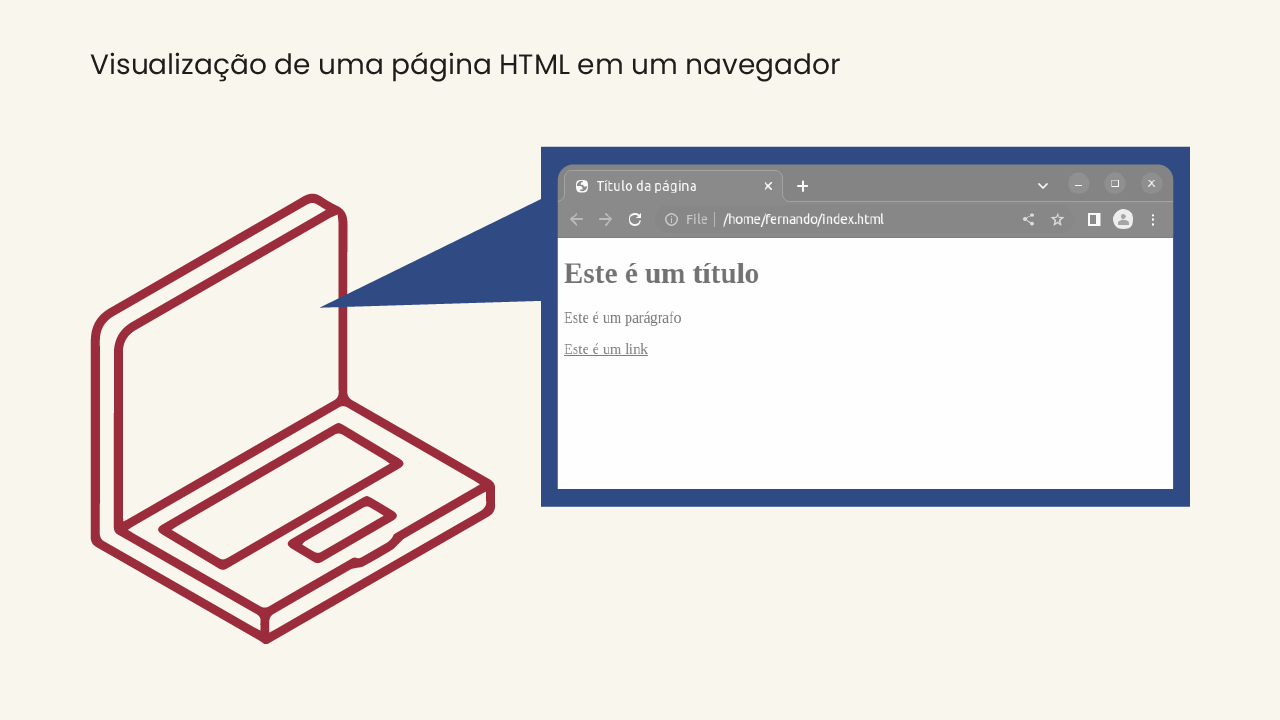 Visualização de uma página HTML em um navegador
Título da página
File
/home/fernando/index.html
Este é um título
Este é um parágrafo
Este é um link